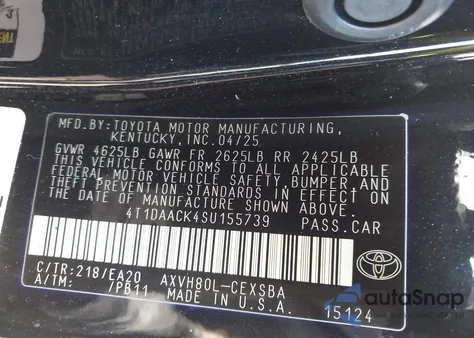 MFD.BY:TOYOTA MOTOR MANUFACTURING,
KENTUCKY, INC.04/25
GVWR 4625LB GAWR FR 2625LB RR 2425LB
THIS VEHICLE CONFORMS TO ALL APPLICABLE
FEDERAL MOTOR VEHICLE SAFETY,BUMPER,AND
THEFT PREVENTION STANDARDS IN EFFECT ON
THE DATE OF MANUFACTURE SHOWN ABOVE.
4T1DAACK4SU155739 PASS.CAR
C/TR:218/EA20 AXVH80L-CEXSBA
A/TM: 7PB11 MADE IN U.S.A. 15124
TOYOTA
autoSnap